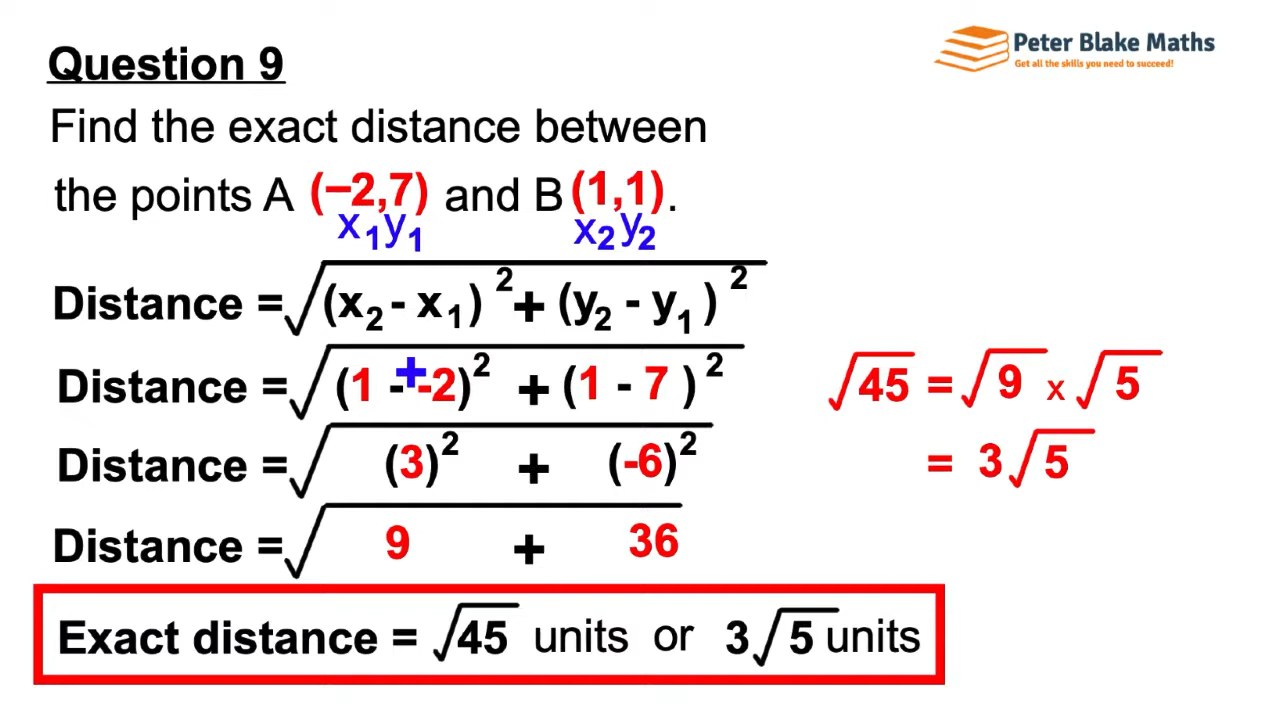 Question 9
Peter Blake Maths
Get all the skills you need to succeed!
Find the exact distance between
the points A (−2,7) and B (1,1).
x₁y₁ x₂y₂
Distance = √((x₂ - x₁)² + (y₂ - y₁)²)
Distance = √((1 - + -2)² + (1 - 7)²)
√45 = √9 x √5
Distance = √((3)² + (-6)²)
= 3√5
Distance = √(9 + 36)
Exact distance = √45 units or 3√5 units